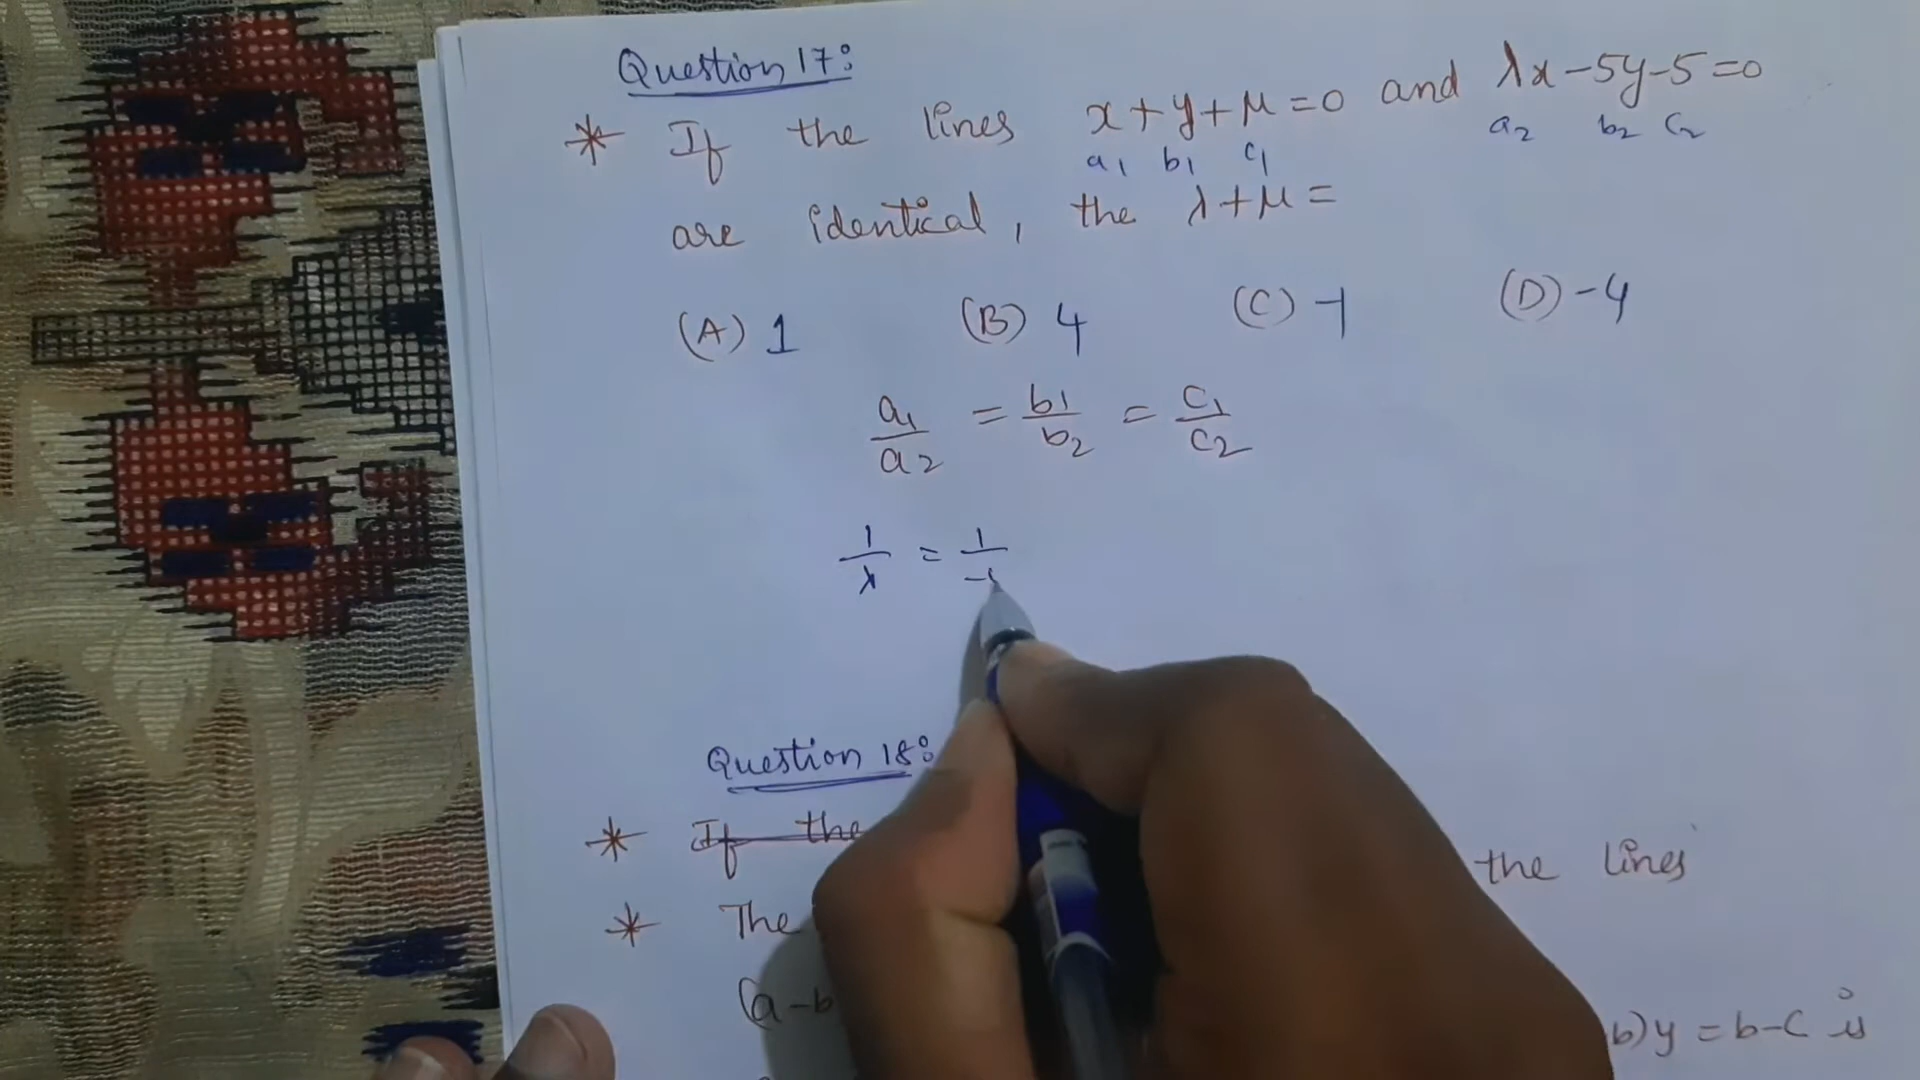 Question 17:
* If the lines x+y+μ=0 and λx-5y-5=0
a1 b1 c1 a2 b2 c2
are identical, the λ+μ=
(A) 1 (B) 4 (C) -1 (D) -4
a1/a2 = b1/b2 = c1/c2
1/λ = 1/-
Question 18:
* If the
* The the lines
(a-b b)y = b-c is